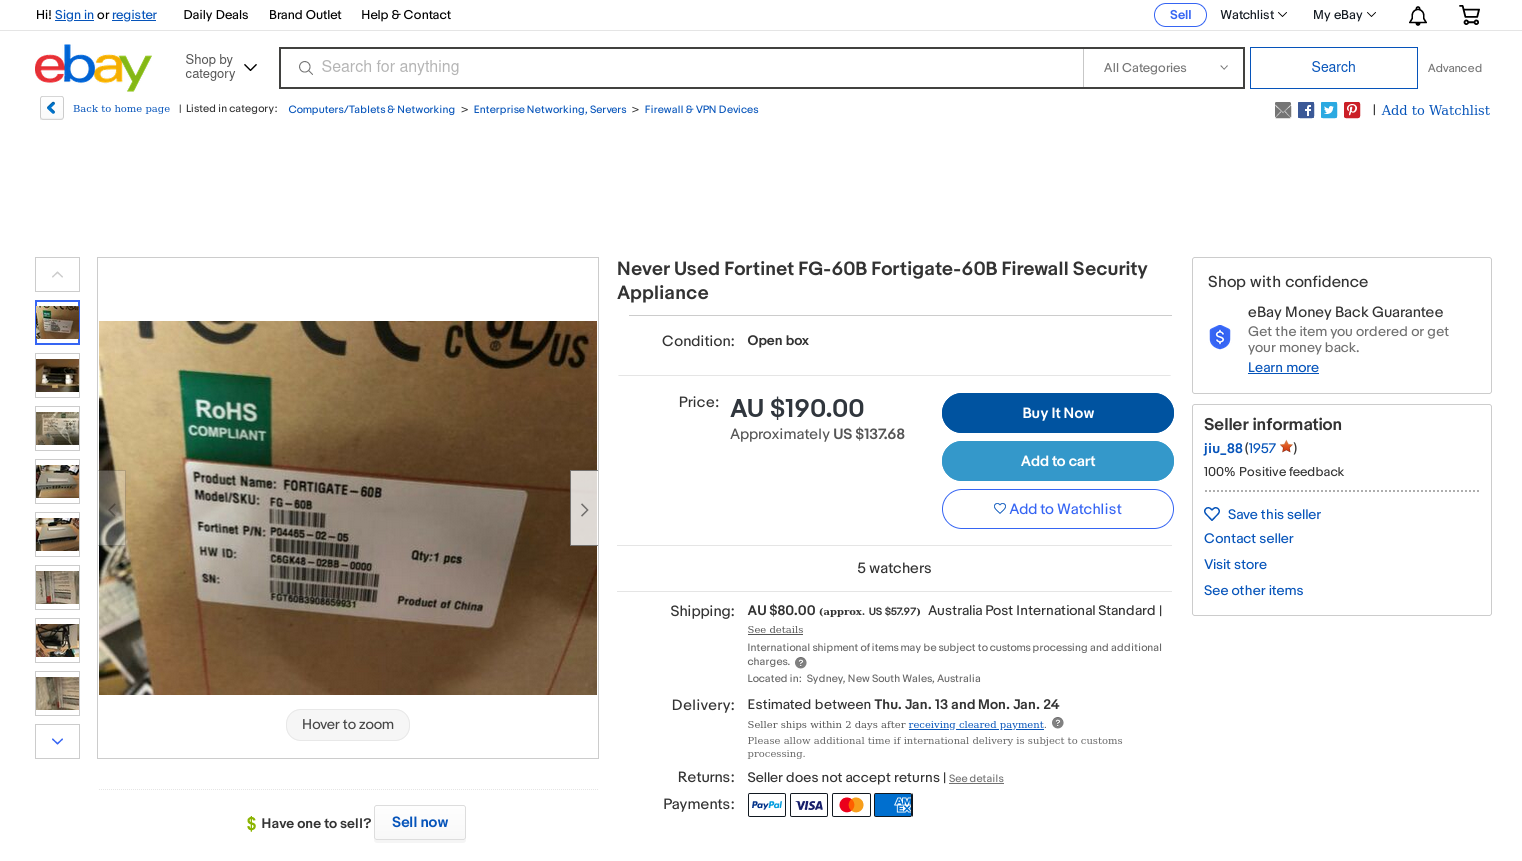 Hi! Sign in or register Daily Deals Brand Outlet Help & Contact Sell Watchlist My eBay
ebay Shop by category Search for anything All Categories Search Advanced
Back to home page | Listed in category: Computers/Tablets & Networking > Enterprise Networking, Servers > Firewall & VPN Devices | Add to Watchlist
Never Used Fortinet FG-60B Fortigate-60B Firewall Security
Appliance
Condition: Open box
Price: AU $190.00
Approximately US $137.68
Buy It Now
Add to cart
Add to Watchlist
5 watchers
Shipping: AU $80.00 (approx. US $57.97) Australia Post International Standard |
See details
International shipment of items may be subject to customs processing and additional
charges.
Located in: Sydney, New South Wales, Australia
Delivery: Estimated between Thu. Jan. 13 and Mon. Jan. 24
Seller ships within 2 days after receiving cleared payment.
Please allow additional time if international delivery is subject to customs
processing.
Returns: Seller does not accept returns | See details
Payments: PayPal VISA AMEX
C UL US
RoHS
COMPLIANT
Product Name: FORTIGATE-60B
Model/SKU: FG-60B
Fortinet P/N: P04465-02-05
HW ID: C6GK48-02BB-0000
Qty:1 pcs
SN: FGT60B3908659931
Product of China
Hover to zoom
$ Have one to sell? Sell now
Shop with confidence
eBay Money Back Guarantee
Get the item you ordered or get
your money back.
Learn more
Seller information
jiu_88 (1957 )
100% Positive feedback
Save this seller
Contact seller
Visit store
See other items